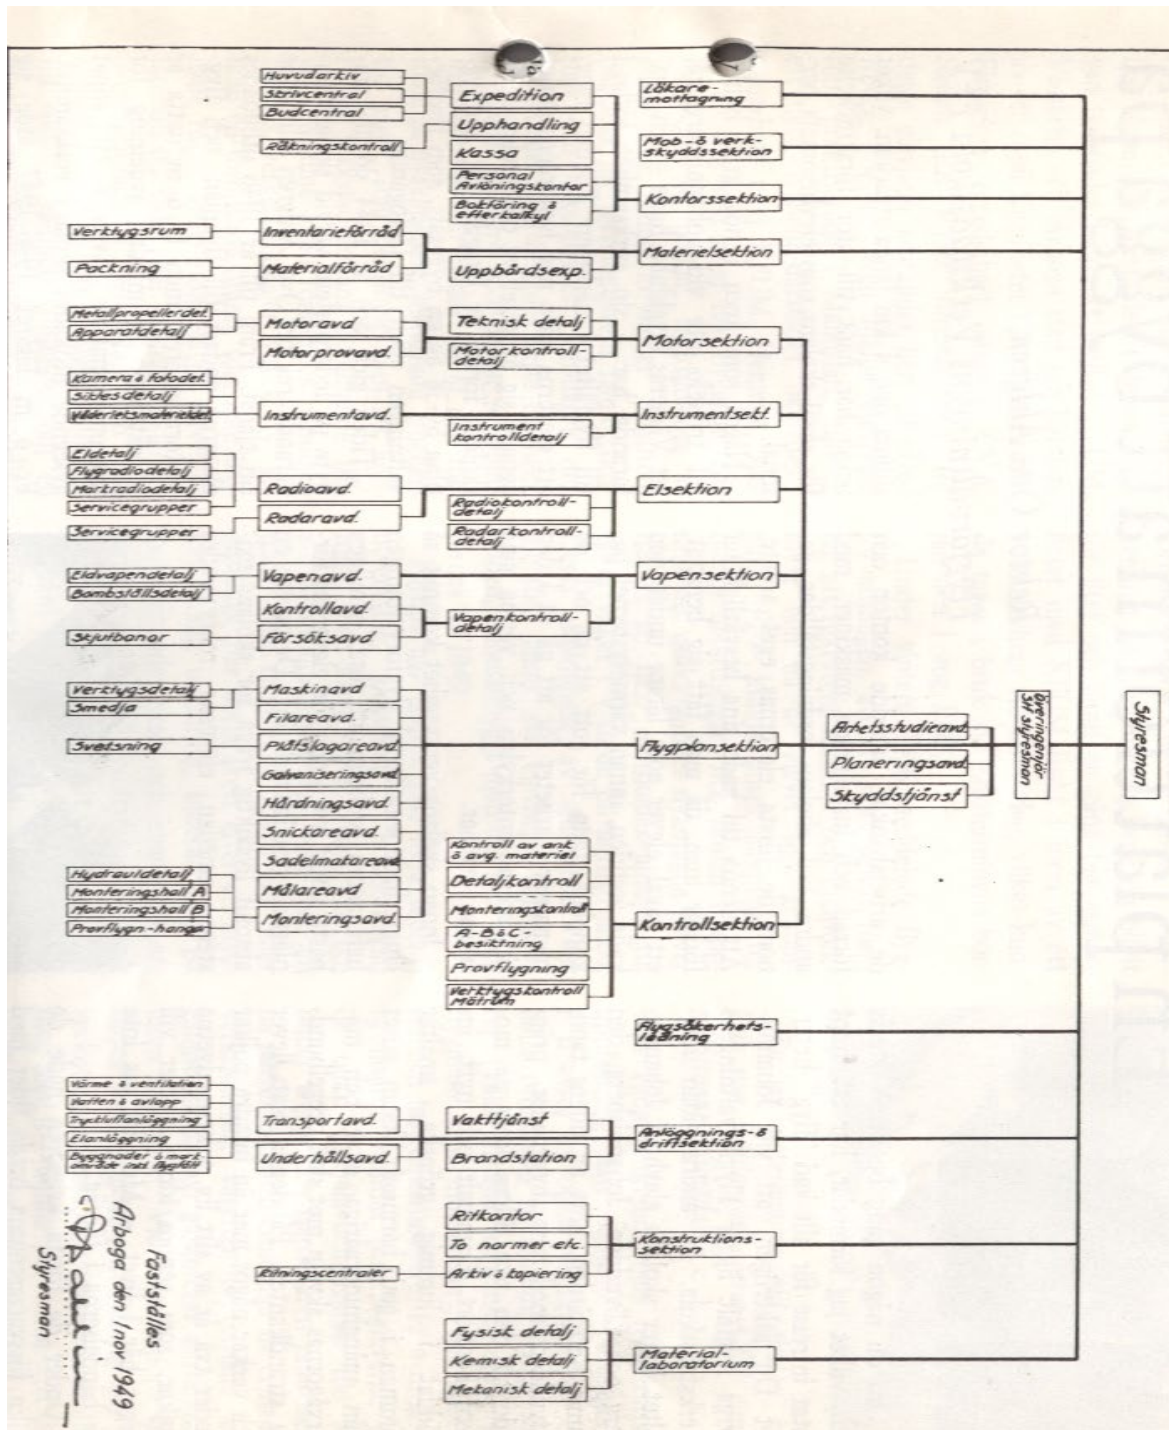 Huvudarkiv
Skrivcentral
Budcentral
Räkningskontroll
Expedition
Upphandling
Kassa
Personal
Avlöningskontor
Bokföring &
efterkalkyl
Läkare-
mottagning
Mob- & verk-
skyddssektion
Kontorssektion
Verktygsrum
Packning
Inventarieförråd
Materialförråd
Uppbördsexp.
Materielsektion
Metallpropellerdet.
Apparatdetalj
Motoravd
Motorprovavd.
Teknisk detalj
Motorkontroll-
detalj
Motorsektion
Kamera & fotodet.
Siktesdetalj
Väderleksmaterieldet.
Instrumentavd.
Instrument
kontrolldetalj
Instrumentsekt.
Eldetalj
Flygradiodetalj
Markradiodetalj
Servicegrupper
Servicegrupper
Radioavd.
Radaravd.
Radiokontroll-
detalj
Radarkontroll-
detalj
Elsektion
Eldvapendetalj
Bombställsdetalj
Skjutbanor
Vapenavd.
Kontrollavd.
Försöksavd
Vapenkontroll-
detalj
Vapensektion
Verktygsdetalj
Smedja
Svetsning
Maskinavd
Filareavd.
Plåtslagareavd.
Galvaniseringsavd
Härdningsavd.
Snickareavd.
Sadelmakareavd
Målareavd
Monteringsavd.
Hydrauldetalj
Monteringshall A
Monteringshall B
Provflygn-hangar
Flygplansektion
Arbetsstudieavd.
Planeringsavd.
Skyddstjänst
Överingenjör
Stf styresman
Styresman
Kontroll av ank
& avg. materiel
Detaljkontroll
Monteringskontroll
A-B&C-
besiktning
Provflygning
Verktygskontroll
Mätrum
Kontrollsektion
Flygsäkerhets-
ledning
Värme & ventilation
Vatten & avlopp
Tryckluftanläggning
Elanläggning
Byggnader & mark
område inkl. flygfält
Transportavd.
Underhållsavd.
Vakttjänst
Brandstation
Anläggnings- &
driftsektion
Ritningscentraler
Ritkontor
To normer etc.
Arkiv & kopiering
Konstruktions-
sektion
Fysisk detalj
Kemisk detalj
Mekanisk detalj
Material-
laboratorium
Fastställes
Arboga den 1 nov 1949
Styresman